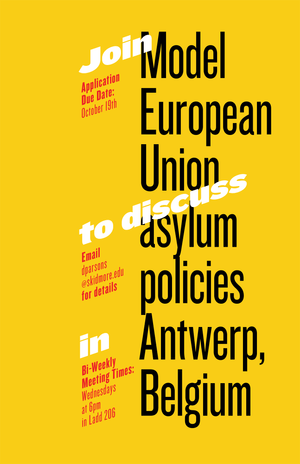 Join
Model
European
Union
to discuss
asylum
policies
in
Antwerp,
Belgium
Application
Due Date:
October 19th
Email
dparsons
@skidmore.edu
for details
Bi-Weekly
Meeting Times:
Wednesdays
at 6pm
in Ladd 206